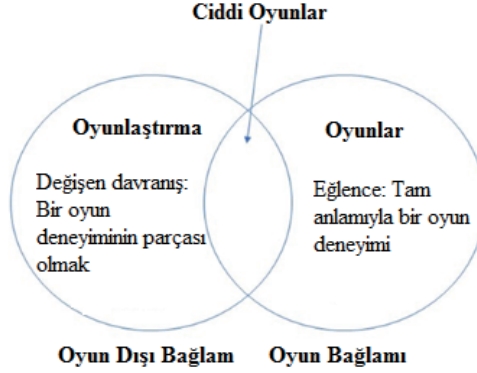 Ciddi Oyunlar
Oyunlaştırma
Değişen davranış:
Bir oyun
deneyiminin parçası
olmak
Oyunlar
Eğlence: Tam
anlamıyla bir oyun
deneyimi
Oyun Dışı Bağlam
Oyun Bağlamı